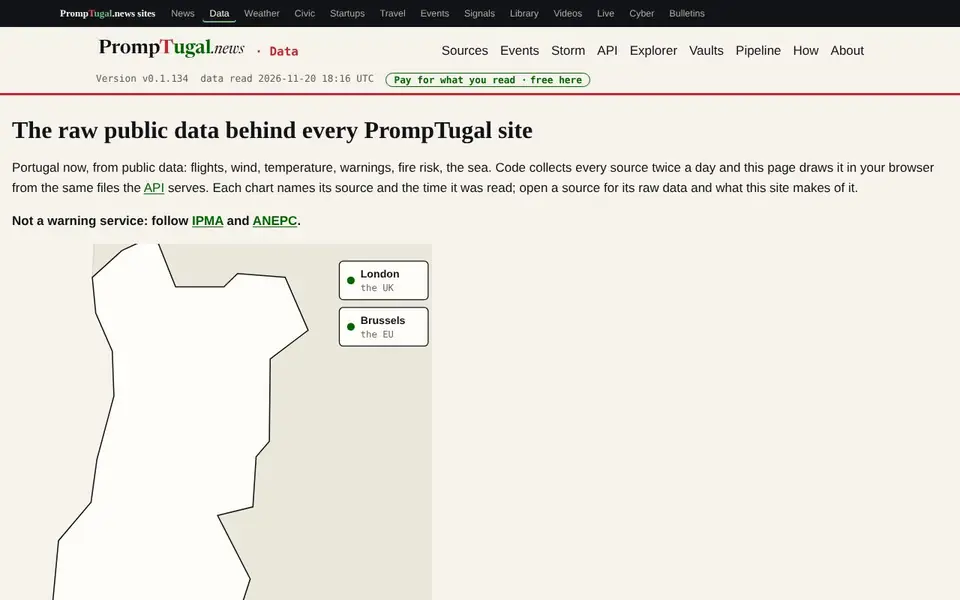 PrompTugal.news sites News Data Weather Civic Startups Travel Events Signals Library Videos Live Cyber Bulletins
PrompTugal.news · Data Sources Events Storm API Explorer Vaults Pipeline How About
Version v0.1.134 data read 2026-11-20 18:16 UTC Pay for what you read · free here
The raw public data behind every PrompTugal site
Portugal now, from public data: flights, wind, temperature, warnings, fire risk, the sea. Code collects every source twice a day and this page draws it in your browser
from the same files the API serves. Each chart names its source and the time it was read; open a source for its raw data and what this site makes of it.
Not a warning service: follow IPMA and ANEPC.
London
the UK
Brussels
the EU